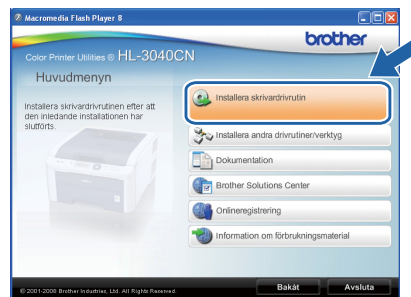 Macromedia Flash Player 8
brother
Color Printer Utilities © HL-3040CN
Huvudmenyn
Installera skrivardrivrutinen efter att
den inledande installationen har
slutförts.
Installera skrivardrivrutin
Installera andra drivrutiner/verktyg
Dokumentation
Brother Solutions Center
Onlineregistrering
Information om förbrukningsmaterial
© 2001-2008 Brother Industries, Ltd. All Rights Reserved.
Bakåt
Avsluta